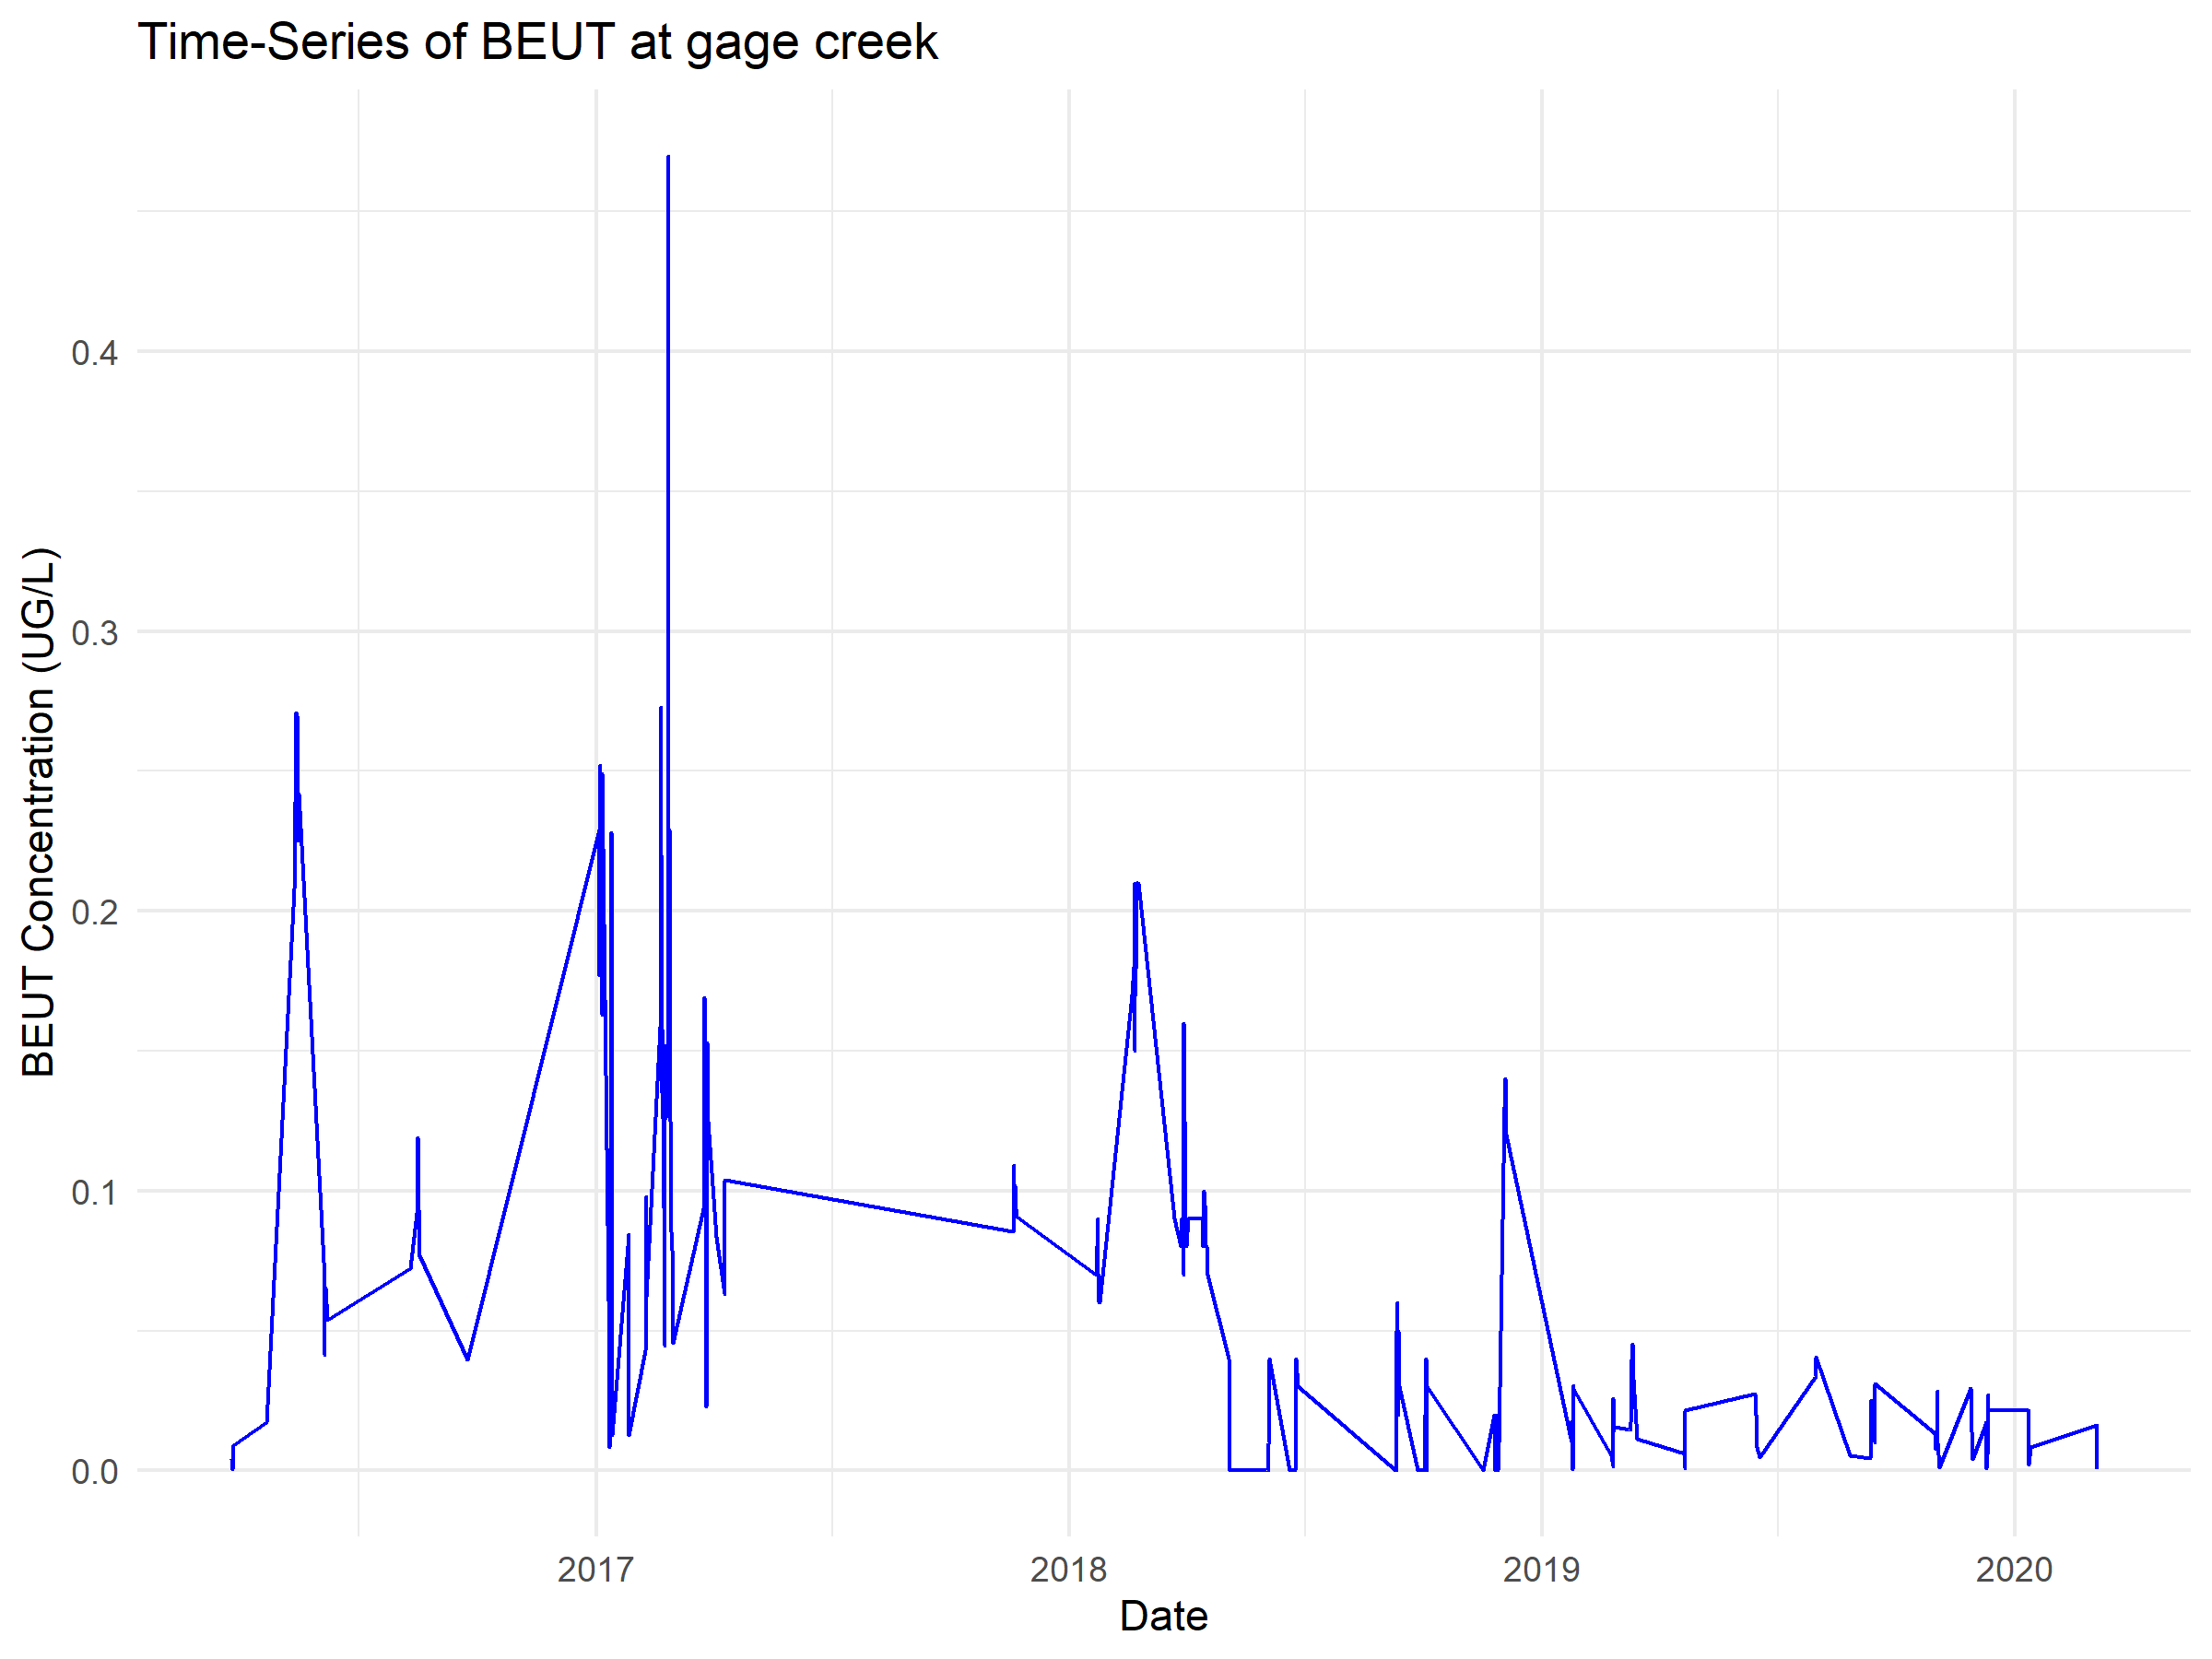 Time-Series of BEUT at gage creek
BEUT Concentration (UG/L)
0.4
0.3
0.2
0.1
0.0
2017 2018 2019 2020
Date